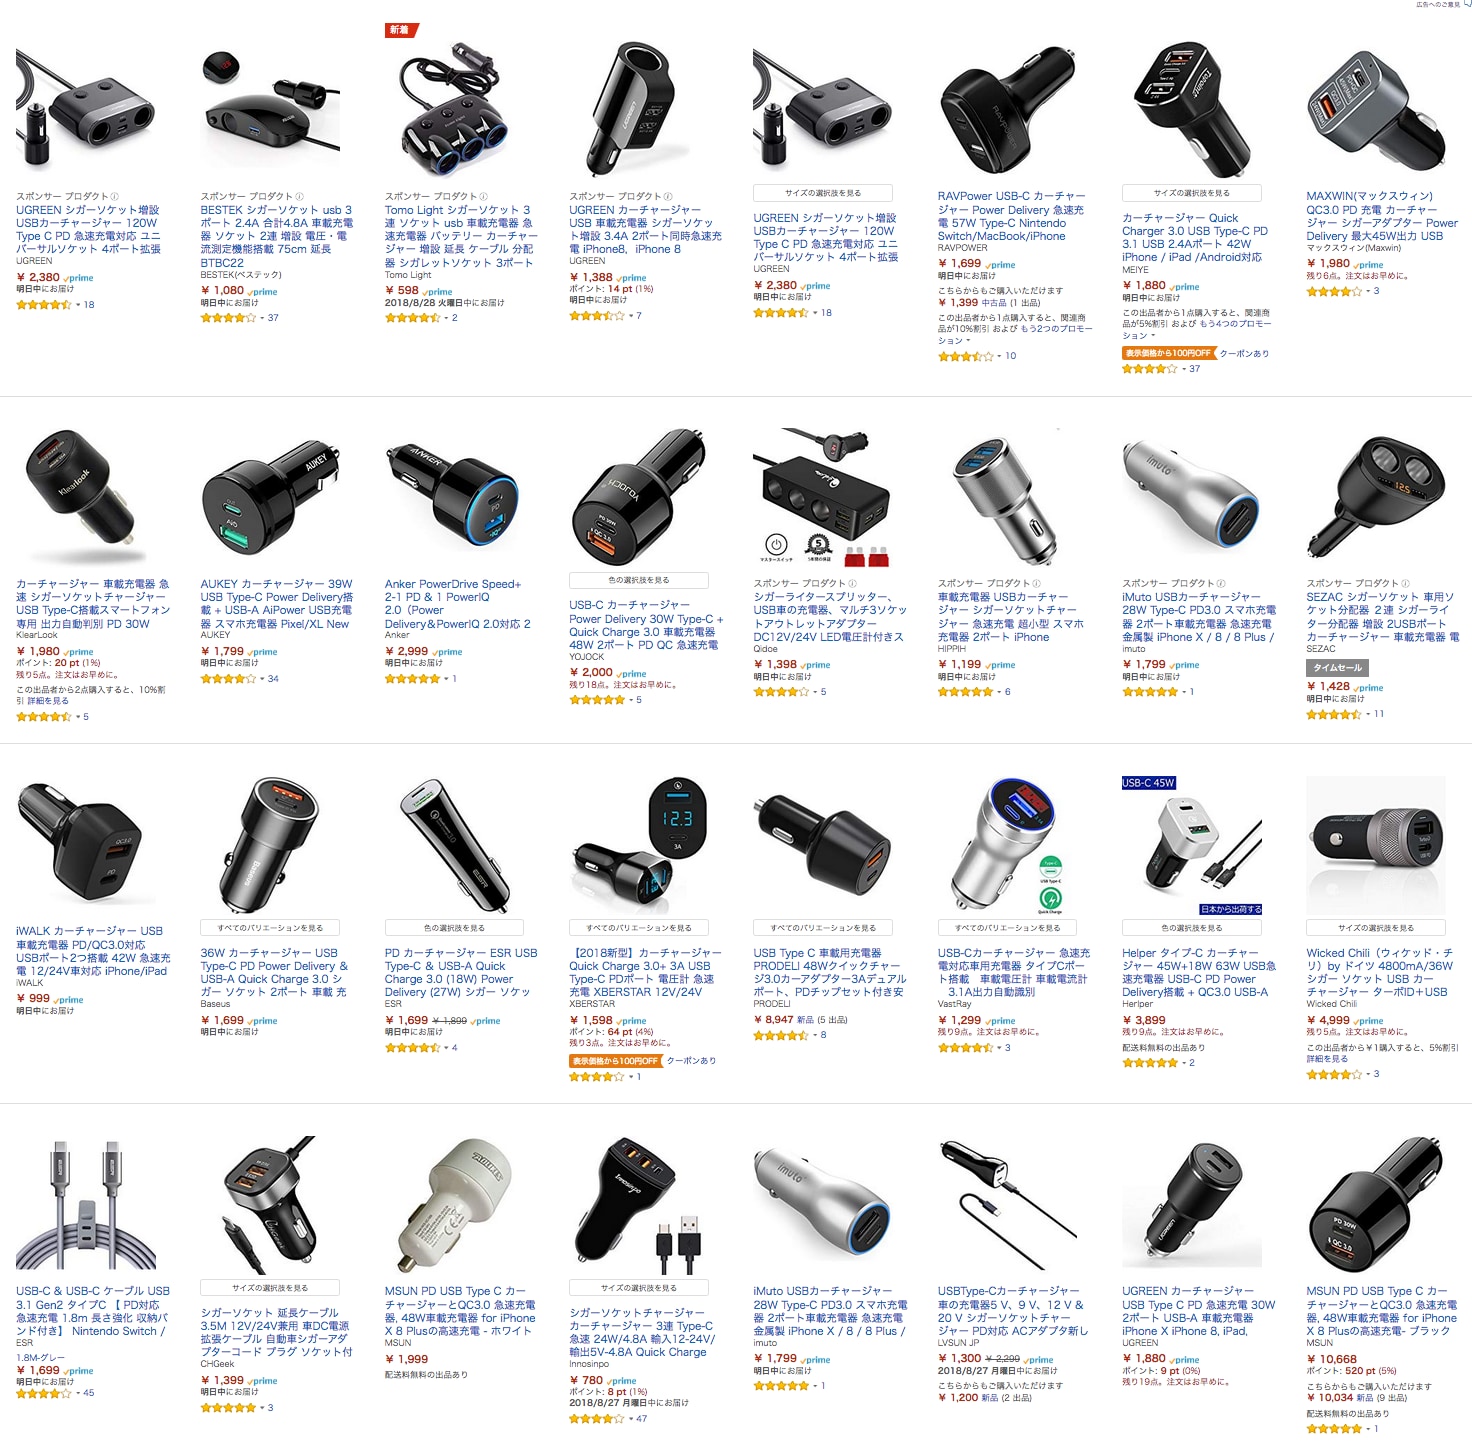 広告へのご意見
新着
スポンサー プロダクト
UGREEN シガーソケット増設
USBカーチャージャー 120W
Type C PD 急速充電対応 ユニ
バーサルソケット 4ポート拡張
UGREEN
¥ 2,380 prime
明日中にお届け
18
スポンサー プロダクト
BESTEK シガーソケット usb 3
ポート 2.4A 合計4.8A 車載充電
器 ソケット 2連 増設 電圧・電
流測定機能搭載 75cm 延長
BTBC22
BESTEK(ベステック)
¥ 1,080 prime
明日中にお届け
37
スポンサー プロダクト
Tomo Light シガーソケット 3
連 ソケット usb 車載充電器 急
速充電器 バッテリー カーチャー
ジャー 増設 延長 ケーブル 分配
器 シガレットソケット 3ポート
Tomo Light
¥ 598 prime
2018/8/28 火曜日中にお届け
2
スポンサー プロダクト
UGREEN カーチャージャー
USB 車載充電器 シガーソケッ
ト増設 3.4A 2ポート同時急速充
電 iPhone8, iPhone 8
UGREEN
¥ 1,388 prime
ポイント: 14 pt (1%)
明日中にお届け
7
サイズの選択肢を見る
UGREEN シガーソケット増設
USBカーチャージャー 120W
Type C PD 急速充電対応 ユニ
バーサルソケット 4ポート拡張
UGREEN
¥ 2,380 prime
明日中にお届け
18
RAVPower USB-C カーチャー
ジャー Power Delivery 急速充
電 57W Type-C Nintendo
Switch/MacBook/iPhone
RAVPOWER
¥ 1,699 prime
明日中にお届け
こちらからもご購入いただけます
¥ 1,399 中古品 (1 出品)
この出品者から1点購入すると、関連商
品が10%割引 および もう2つのプロモー
ション
10
サイズの選択肢を見る
カーチャージャー Quick
Charger 3.0 USB Type-C PD
3.1 USB 2.4Aポート 42W
iPhone / iPad /Android対応
MEIYE
¥ 1,880 prime
明日中にお届け
この出品者から1点購入すると、関連商
品が5%割引 および もう4つのプロモー
ション
表示価格から100円OFF クーポンあり
37
MAXWIN(マックスウィン)
QC3.0 PD 充電 カーチャー
ジャー シガーアダプター Power
Delivery 最大45W出力 USB
マックスウィン(Maxwin)
¥ 1,980 prime
残り6点。注文はお早めに。
3
Klearlook
カーチャージャー 車載充電器 急
速 シガーソケットチャージャー
USB Type-C搭載スマートフォン
専用 出力自動判別 PD 30W
KlearLook
¥ 1,980 prime
ポイント: 20 pt (1%)
残り5点。注文はお早めに。
この出品者から2点購入すると、10%割
引 詳細を見る
5
AUKEY
AUKEY カーチャージャー 39W
USB Type-C Power Delivery搭
載 + USB-A AiPower USB充電
器 スマホ充電器 Pixel/XL New
AUKEY
¥ 1,799 prime
明日中にお届け
34
ANKER
PD
Anker PowerDrive Speed+
2-1 PD & 1 PowerIQ
2.0（Power
Delivery&PowerIQ 2.0対応 2
Anker
¥ 2,999 prime
明日中にお届け
1
YOJOCK
PD 30W
QC 3.0
色の選択肢を見る
USB-C カーチャージャー
Power Delivery 30W Type-C +
Quick Charge 3.0 車載充電器
48W 2ポート PD QC 急速充電
YOJOCK
¥ 2,000 prime
残り18点。注文はお早めに。
5
マスタースイッチ
スポンサー プロダクト
シガーライタースプリッター、
USB車の充電器、マルチ3ソケッ
トアウトレットアダプター
DC12V/24V LED電圧計付きス
Qidoe
¥ 1,398 prime
明日中にお届け
5
スポンサー プロダクト
車載充電器 USBカーチャー
ジャー シガーソケットチャー
ジャー 急速充電 超小型 スマホ
充電器 2ポート iPhone
HIPPIH
¥ 1,199 prime
明日中にお届け
6
imuto
スポンサー プロダクト
iMuto USBカーチャージャー
28W Type-C PD3.0 スマホ充電
器 2ポート車載充電器 急速充電
金属製 iPhone X / 8 / 8 Plus /
imuto
¥ 1,799 prime
明日中にお届け
1
12.5
スポンサー プロダクト
SEZAC シガーソケット 車用ソ
ケット分配器 ２連 シガーライ
ター分配器 増設 2USBポート
カーチャージャー 車載充電器 電
SEZAC
タイムセール
¥ 1,428 prime
明日中にお届け
11
QC3.0
PD
iWALK カーチャージャー USB
車載充電器 PD/QC3.0対応
USBポート2つ搭載 42W 急速充
電 12/24V車対応 iPhone/iPad
iWALK
¥ 999 prime
明日中にお届け
すべてのバリエーションを見る
36W カーチャージャー USB
Type-C PD Power Delivery &
USB-A Quick Charge 3.0 シ
ガー ソケット 2ポート 車載 充
Baseus
¥ 1,699 prime
明日中にお届け
色の選択肢を見る
PD カーチャージャー ESR USB
Type-C & USB-A Quick
Charge 3.0 (18W) Power
Delivery (27W) シガー ソケッ
ESR
¥ 1,699 ¥ 1,899 prime
明日中にお届け
4
12.3
3A
すべてのバリエーションを見る
【2018新型】カーチャージャー
Quick Charge 3.0+ 3A USB
Type-C PDポート 電圧計 急速
充電 XBERSTAR 12V/24V
XBERSTAR
¥ 1,598 prime
ポイント: 64 pt (4%)
残り3点。注文はお早めに。
表示価格から100円OFF クーポンあり
1
USB Type C 車載用充電器
PRODELI 48Wクイックチャー
ジ3.0カーアダプター3Aデュアル
ポート、PDチップセット付き安
PRODELI
¥ 8,947 新品 (5 出品)
8
Type-C
USB Type-C
Quick Charge
すべてのバリエーションを見る
USB-Cカーチャージャー 急速充
電対応車用充電器 タイプCポー
ト搭載　車載電圧計 車載電流計
　3.1A出力自動識別
VastRay
¥ 1,299 prime
残り9点。注文はお早めに。
3
USB-C 45W
日本から出荷する
色の選択肢を見る
Helper タイプ-C カーチャー
ジャー 45W+18W 63W USB急
速充電器 USB-C PD Power
Delivery搭載 + QC3.0 USB-A
Herlper
¥ 3,899
残り9点。注文はお早めに。
配送料無料の出品あり
2
サイズの選択肢を見る
Wicked Chili（ウィケッド・チ
リ）by ドイツ 4800mA/36W
シガー ソケット USB カー
チャージャー ターボID＋USB
Wicked Chili
¥ 4,999 prime
残り5点。注文はお早めに。
この出品者から¥1購入すると、5%割引
詳細を見る
3
USB-C & USB-C ケーブル USB
3.1 Gen2 タイプC 【 PD対応
急速充電 1.8m 長さ強化 収納バ
ンド付き】 Nintendo Switch /
ESR
1.8M-グレー
¥ 1,699 prime
明日中にお届け
45
サイズの選択肢を見る
シガーソケット 延長ケーブル
3.5M 12V/24V兼用 車DC電源
拡張ケーブル 自動車シガーアダ
プターコード プラグ ソケット付
CHGeek
¥ 1,399 prime
明日中にお届け
3
MSUN PD USB Type C カー
チャージャーとQC3.0 急速充電
器, 48W車載充電器 for iPhone
X 8 Plusの高速充電 - ホワイト
MSUN
¥ 1,999
配送料無料の出品あり
Innosinpo
サイズの選択肢を見る
シガーソケットチャージャー
カーチャージャー 3連 Type-C
急速 24W/4.8A 輸入12-24V/
輸出5V-4.8A Quick Charge
Innosinpo
¥ 780 prime
ポイント: 8 pt (1%)
2018/8/27 月曜日中にお届け
47
imuto
iMuto USBカーチャージャー
28W Type-C PD3.0 スマホ充電
器 2ポート車載充電器 急速充電
金属製 iPhone X / 8 / 8 Plus /
imuto
¥ 1,799 prime
明日中にお届け
1
USBType-Cカーチャージャー
車の充電器5 V、9 V、12 V &
20 V シガーソケットチャー
ジャー PD対応 ACアダプタ新し
LVSUN JP
¥ 1,300 ¥ 2,299 prime
2018/8/27 月曜日中にお届け
こちらからもご購入いただけます
¥ 1,200 新品 (2 出品)
UGREEN カーチャージャー
USB Type C PD 急速充電 30W
2ポート USB-A 車載充電器
iPhone X iPhone 8, iPad,
UGREEN
¥ 1,880 prime
ポイント: 9 pt (0%)
残り19点。注文はお早めに。
PD 30W
QC 3.0
MSUN PD USB Type C カー
チャージャーとQC3.0 急速充電
器, 48W車載充電器 for iPhone
X 8 Plusの高速充電- ブラック
MSUN
¥ 10,668
ポイント: 520 pt (5%)
こちらからもご購入いただけます
¥ 10,034 新品 (9 出品)
配送料無料の出品あり
1